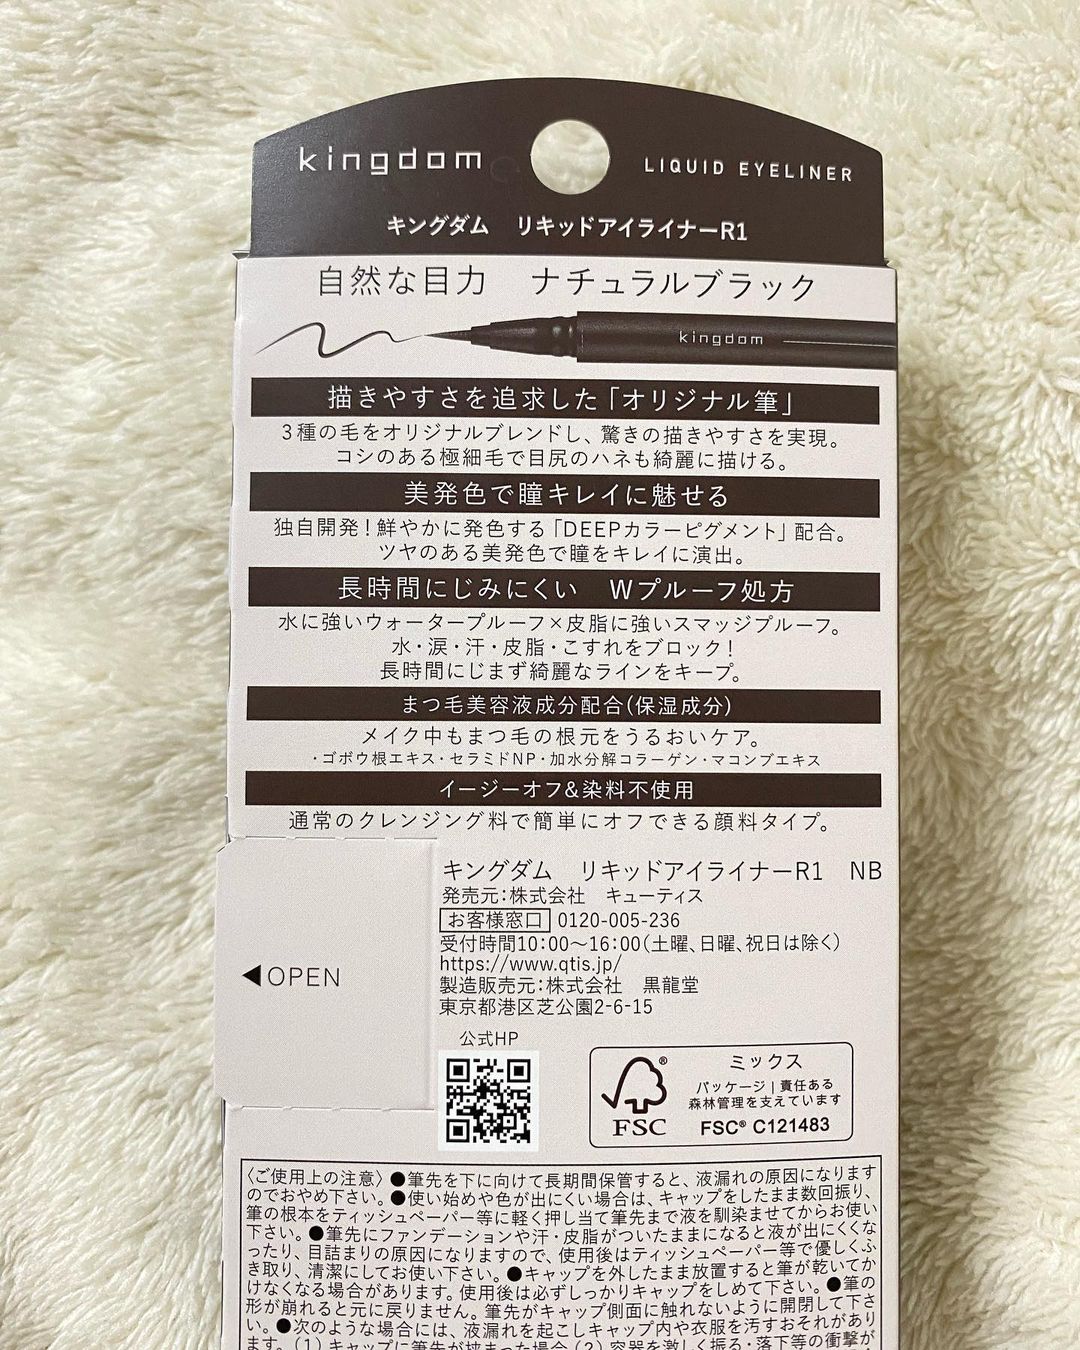 kingdom
LIQUID EYELINER
キングダム　リキッドアイライナーR1
自然な目力　ナチュラルブラック
kingdom
描きやすさを追求した「オリジナル筆」
3種の毛をオリジナルブレンドし、驚きの描きやすさを実現。
コシのある極細毛で目尻のハネも綺麗に描ける。
美発色で瞳キレイに魅せる
独自開発！鮮やかに発色する「DEEPカラーピグメント」配合。
ツヤのある美発色で瞳をキレイに演出。
長時間にじみにくい　Wプルーフ処方
水に強いウォータープルーフ×皮脂に強いスマッジプルーフ。
水・涙・汗・皮脂・こすれをブロック！
長時間にじまず綺麗なラインをキープ。
まつ毛美容液成分配合(保湿成分)
メイク中もまつ毛の根元をうるおいケア。
・ゴボウ根エキス・セラミドNP・加水分解コラーゲン・マコンブエキス
イージーオフ&染料不使用
通常のクレンジング料で簡単にオフできる顔料タイプ。
キングダム　リキッドアイライナーR1　NB
発売元：株式会社　キューティス
お客様窓口 0120-005-236
受付時間10:00～16:00(土曜、日曜、祝日は除く)
https://www.qtis.jp/
製造販売元：株式会社　黒龍堂
東京都港区芝公園2-6-15
◀OPEN
公式HP
FSC®
ミックス
パッケージ | 責任ある
森林管理を支えています
FSC® C121483
〈ご使用上の注意〉●筆先を下に向けて長期間保管すると、液漏れの原因になります
のでおやめ下さい。●使い始めや色が出にくい場合は、キャップをしたまま数回振り、
筆の根本をティッシュペーパー等に軽く押し当て筆先まで液を馴染ませてからお使い
下さい。●筆先にファンデーションや汗・皮脂がついたままになると液が出にくくな
ったり、目詰まりの原因になりますので、使用後はティッシュペーパー等で優しくふ
き取り、清潔にしてお使い下さい。●キャップを外したまま放置すると筆が乾いてか
けなくなる場合があります。使用後は必ずしっかりキャップをしめて下さい。●筆の
形が崩れると元に戻りません。筆先がキャップ側面に触れないように開閉して下さ
い。●次のような場合には、液漏れを起こしキャップ内や衣服を汚すおそれがあり
ます。(1)キャップに筆先が挟まった場合(2)容器を激しく振る・落下等の衝撃が